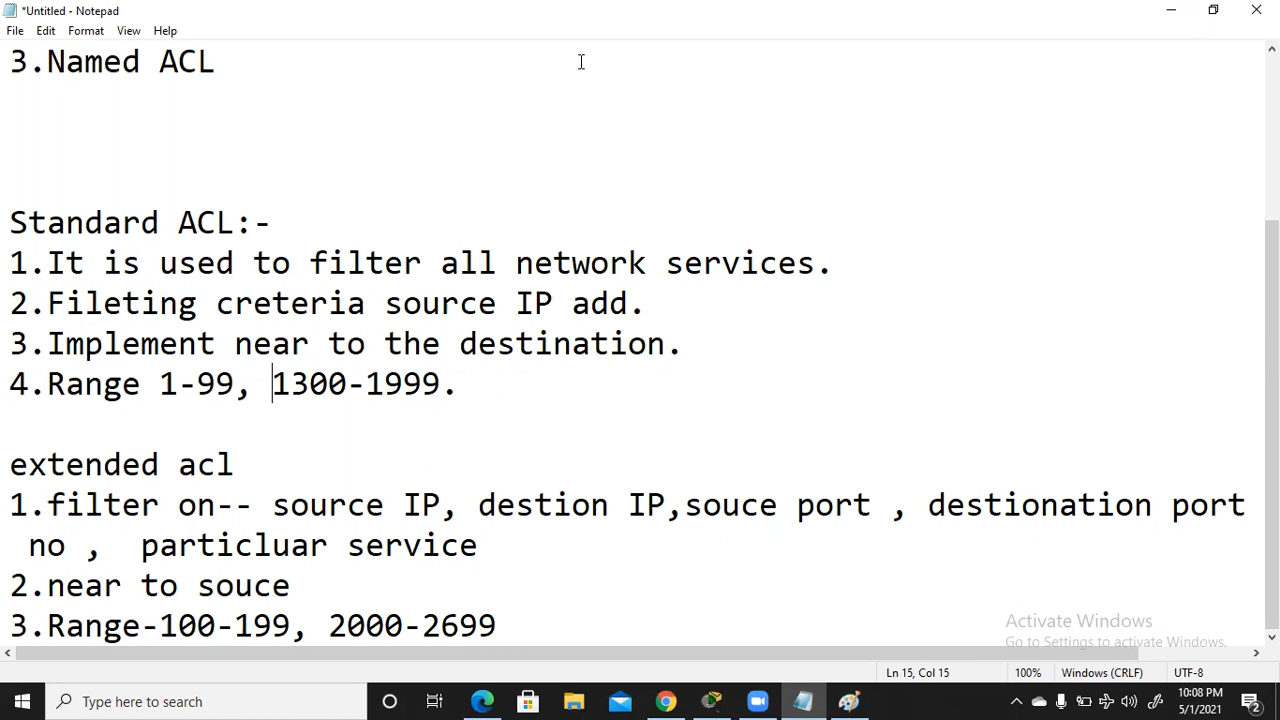 *Untitled - Notepad
File Edit Format View Help
3.Named ACL
Standard ACL:-
1.It is used to filter all network services.
2.Fileting creteria source IP add.
3.Implement near to the destination.
4.Range 1-99, 1300-1999.
extended acl
1.filter on-- source IP, destion IP,souce port , destionation port
no , particluar service
2.near to souce
3.Range-100-199, 2000-2699
Activate Windows
Go to Settings to activate Windows.
Ln 15, Col 15 100% Windows (CRLF) UTF-8
Type here to search
10:08 PM
5/1/2021
2